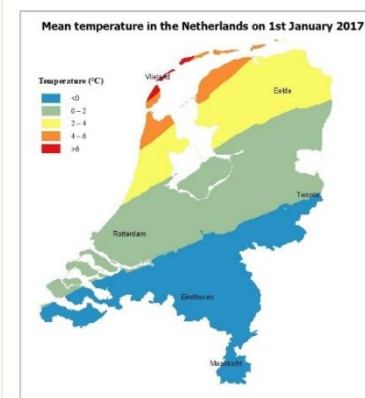 Mean temperature in the Netherlands on 1st January 2017
Temperature (°C)
<0
0 – 2
2 – 4
4 – 6
>6
Vlieland
Eelde
Twente
Rotterdam
Eindhoven
Maastricht